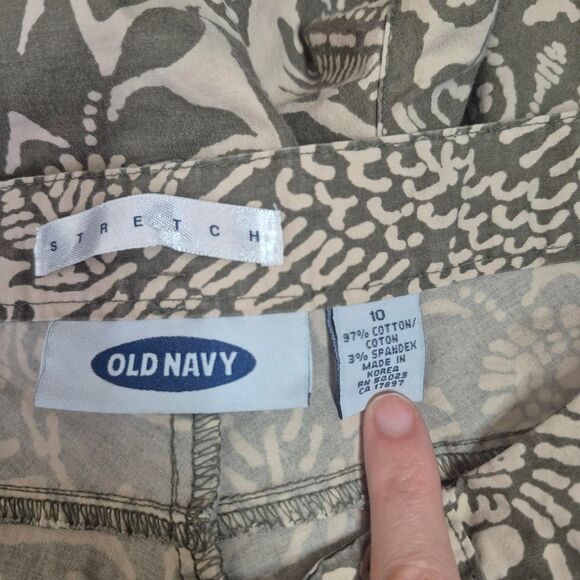 STRETCH
OLD NAVY
10
97% COTTON/
COTON
3% SPANDEX
MADE IN
KOREA
RN 54023
CA 17897